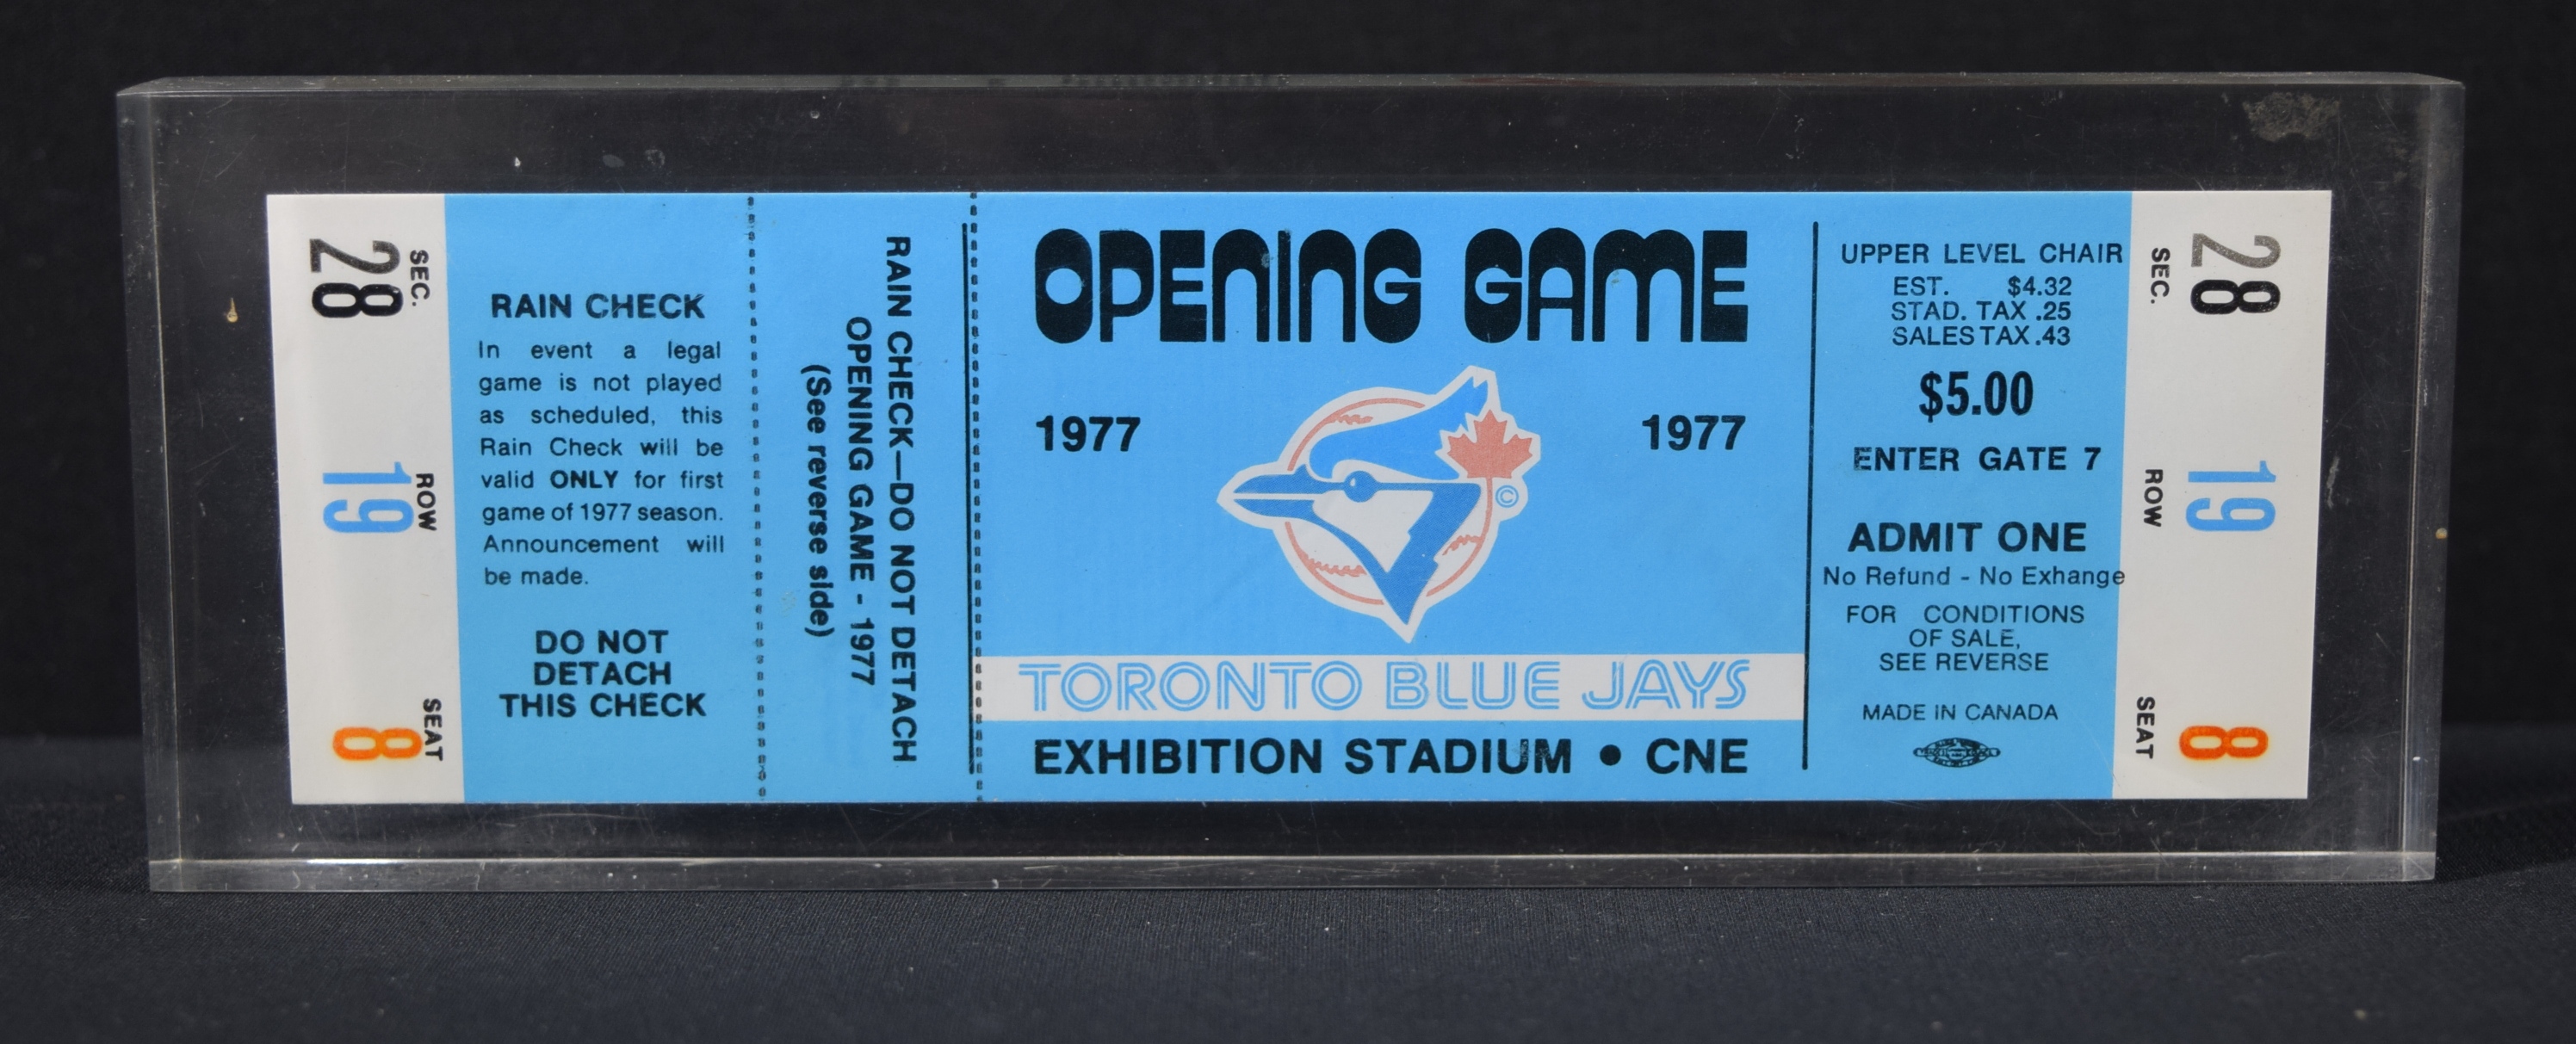 SEC.
28
ROW
19
SEAT
8
RAIN CHECK
In event a legal
game is not played
as scheduled, this
Rain Check will be
valid ONLY for first
game of 1977 season.
Announcement will
be made.
DO NOT
DETACH
THIS CHECK
RAIN CHECK—DO NOT DETACH
OPENING GAME - 1977
(See reverse side)
OPENING GAME
1977
1977
©
TORONTO BLUE JAYS
EXHIBITION STADIUM • CNE
UPPER LEVEL CHAIR
EST. $4.32
STAD. TAX .25
SALES TAX .43
$5.00
ENTER GATE 7
ADMIT ONE
No Refund - No Exhange
FOR CONDITIONS
OF SALE,
SEE REVERSE
MADE IN CANADA
SEC.
28
ROW
19
SEAT
8